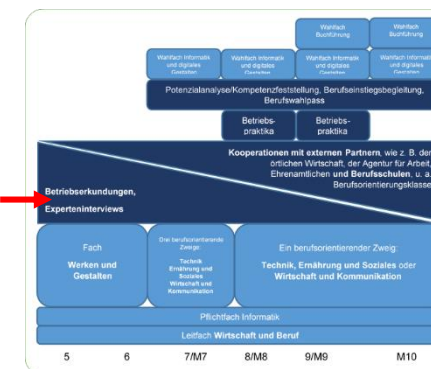 Wahlfach
Buchführung
Wahlfach
Buchführung
Wahlfach Informatik
und digitales
Gestalten
Wahlfach Informatik
und digitales
Gestalten
Wahlfach Informatik
und digitales
Gestalten
Wahlfach Informatik
und digitales
Gestalten
Potenzialanalyse/Kompetenzfeststellung, Berufseinstiegsbegleitung,
Berufswahlpass
Betriebs-
praktika
Betriebs-
praktika
Kooperationen mit externen Partnern, wie z. B. der
örtlichen Wirtschaft, der Agentur für Arbeit,
Ehrenamtlichen und Berufsschulen, u. a.
Berufsorientierungsklasse
Betriebserkundungen,
Experteninterviews
Fach
Werken und
Gestalten
Drei berufsorientierende
Zweige:
Technik
Ernährung und
Soziales
Wirtschaft und
Kommunikation
Ein berufsorientierender Zweig:
Technik, Ernährung und Soziales oder
Wirtschaft und Kommunikation
Pflichtfach Informatik
Leitfach Wirtschaft und Beruf
5 6 7/M7 8/M8 9/M9 M10